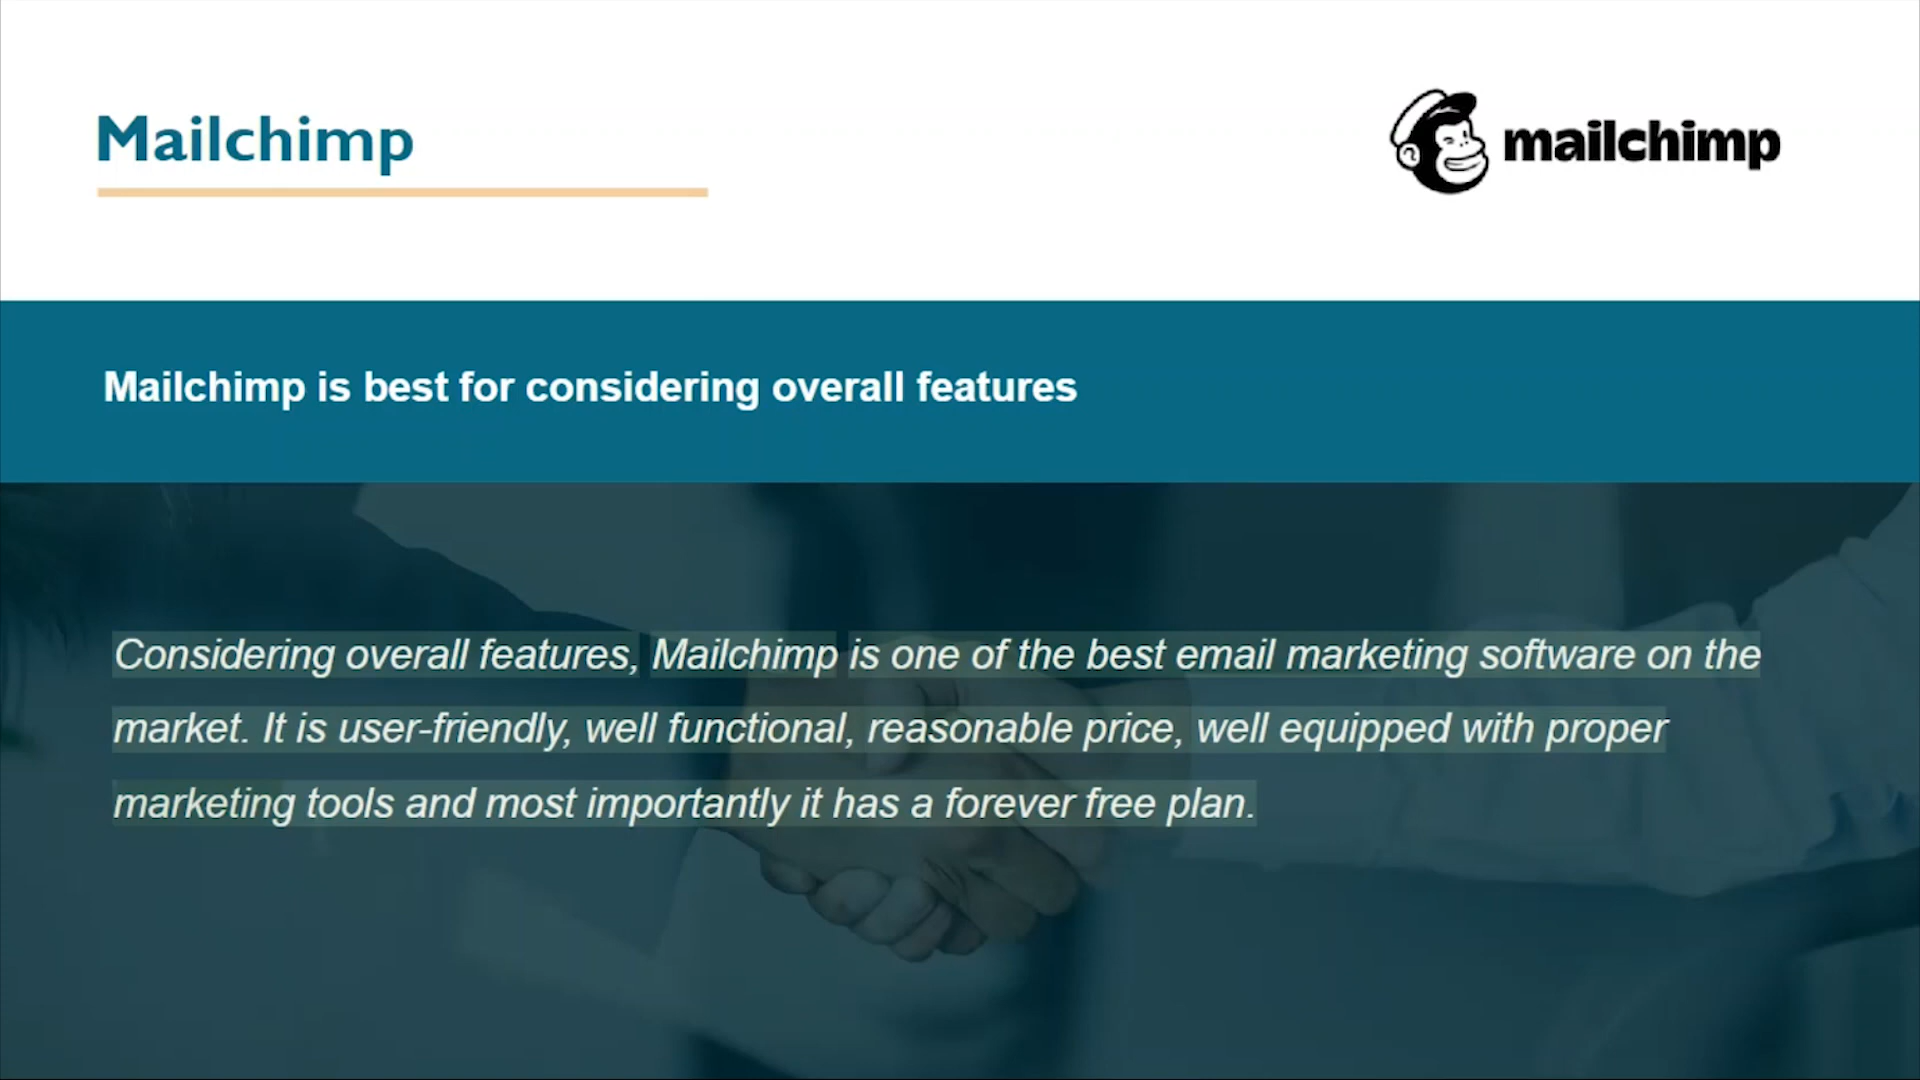 Mailchimp
mailchimp
Mailchimp is best for considering overall features
Considering overall features, Mailchimp is one of the best email marketing software on the
market. It is user-friendly, well functional, reasonable price, well equipped with proper
marketing tools and most importantly it has a forever free plan.